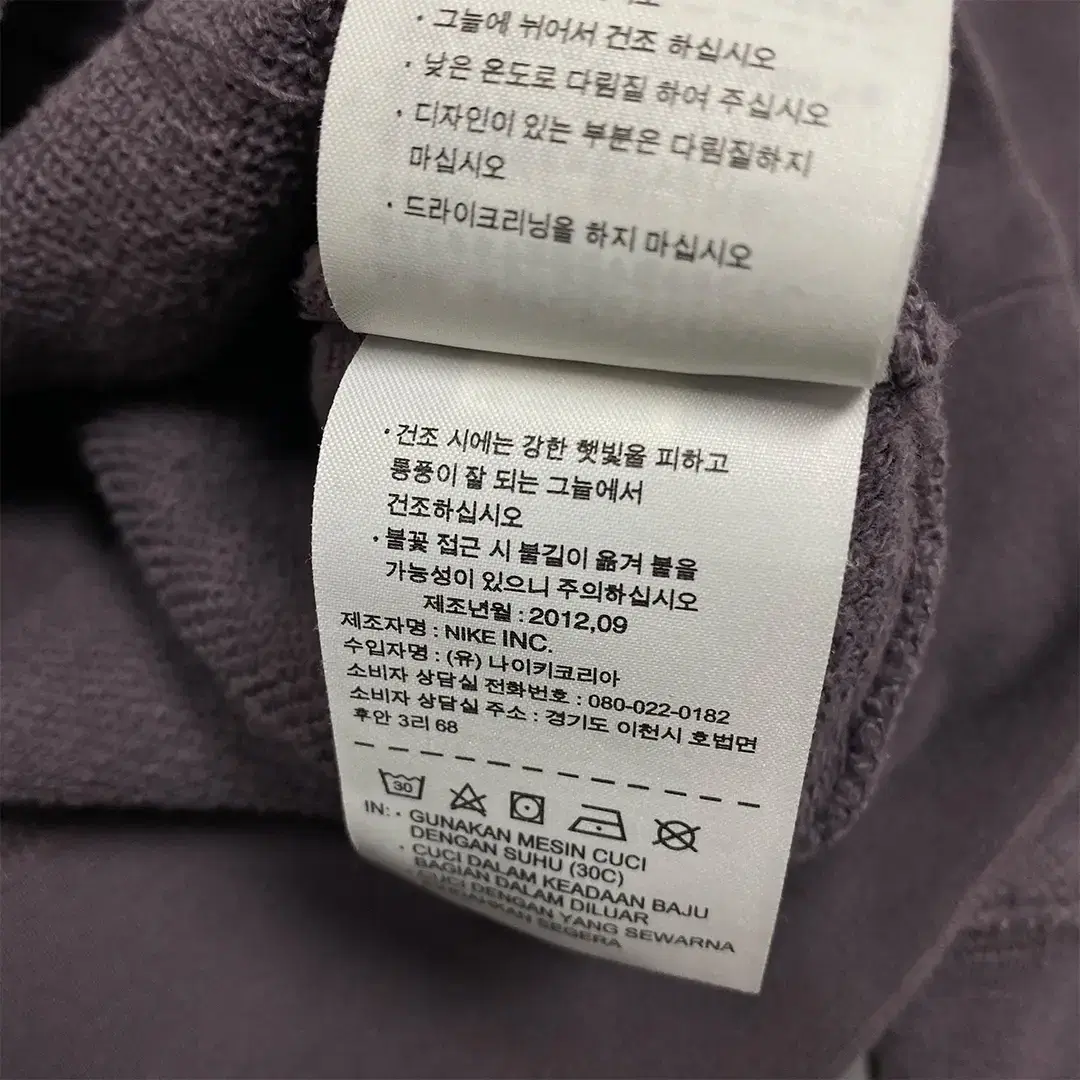 · 그늘에 뉘어서 건조 하십시오
· 낮은 온도로 다림질 하여 주십시오
· 디자인이 있는 부분은 다림질하지
마십시오
· 드라이크리닝을 하지 마십시오
· 건조 시에는 강한 햇빛을 피하고
통풍이 잘 되는 그늘에서
건조하십시오
· 불꽃 접근 시 불길이 옮겨 붙을
가능성이 있으니 주의하십시오
제조년월 : 2012,09
제조자명 : NIKE INC.
수입자명 : (유) 나이키코리아
소비자 상담실 전화번호 : 080-022-0182
소비자 상담실 주소 : 경기도 이천시 호법면
후안 3리 68
30
IN: · GUNAKAN MESIN CUCI
DENGAN SUHU (30C)
· CUCI DALAM KEADAAN BAJU
BAGIAN DALAM DILUAR
· CUCI DENGAN YANG SEWARNA
SEGERA